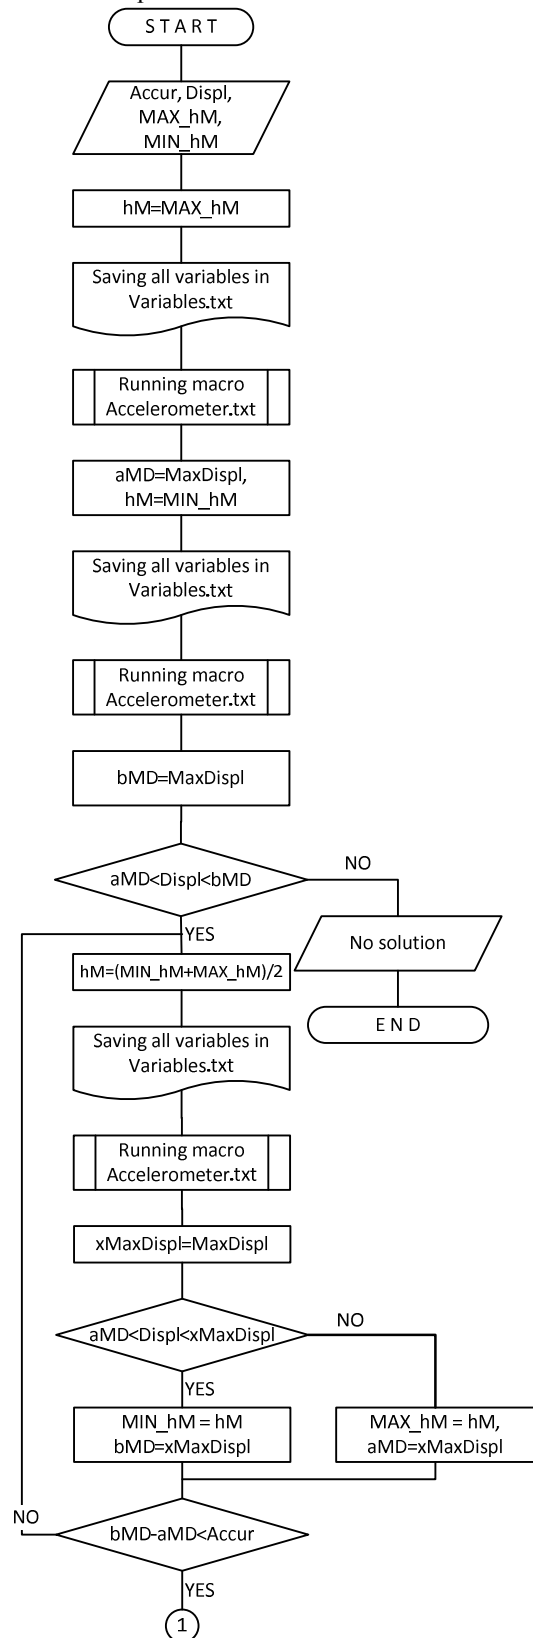 S T A R T
Accur, Displ,
MAX_hM,
MIN_hM
hM=MAX_hM
Saving all variables in
Variables.txt
Running macro
Accelerometer.txt
aMD=MaxDispl,
hM=MIN_hM
Saving all variables in
Variables.txt
Running macro
Accelerometer.txt
bMD=MaxDispl
aMD<Displ<bMD
NO
No solution
E N D
YES
hM=(MIN_hM+MAX_hM)/2
Saving all variables in
Variables.txt
Running macro
Accelerometer.txt
xMaxDispl=MaxDispl
aMD<Displ<xMaxDispl
NO
YES
MIN_hM = hM
bMD=xMaxDispl
MAX_hM = hM,
aMD=xMaxDispl
NO
bMD-aMD<Accur
YES
1